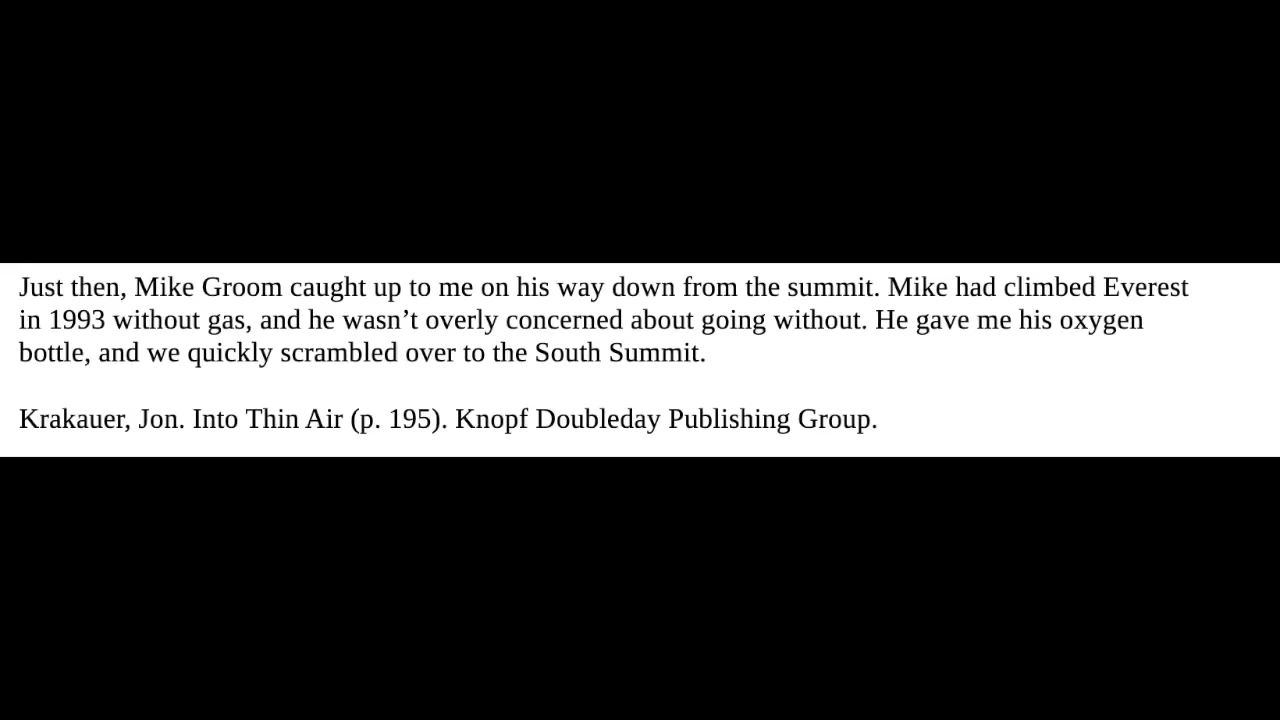 Just then, Mike Groom caught up to me on his way down from the summit. Mike had climbed Everest
in 1993 without gas, and he wasn’t overly concerned about going without. He gave me his oxygen
bottle, and we quickly scrambled over to the South Summit.
Krakauer, Jon. Into Thin Air (p. 195). Knopf Doubleday Publishing Group.